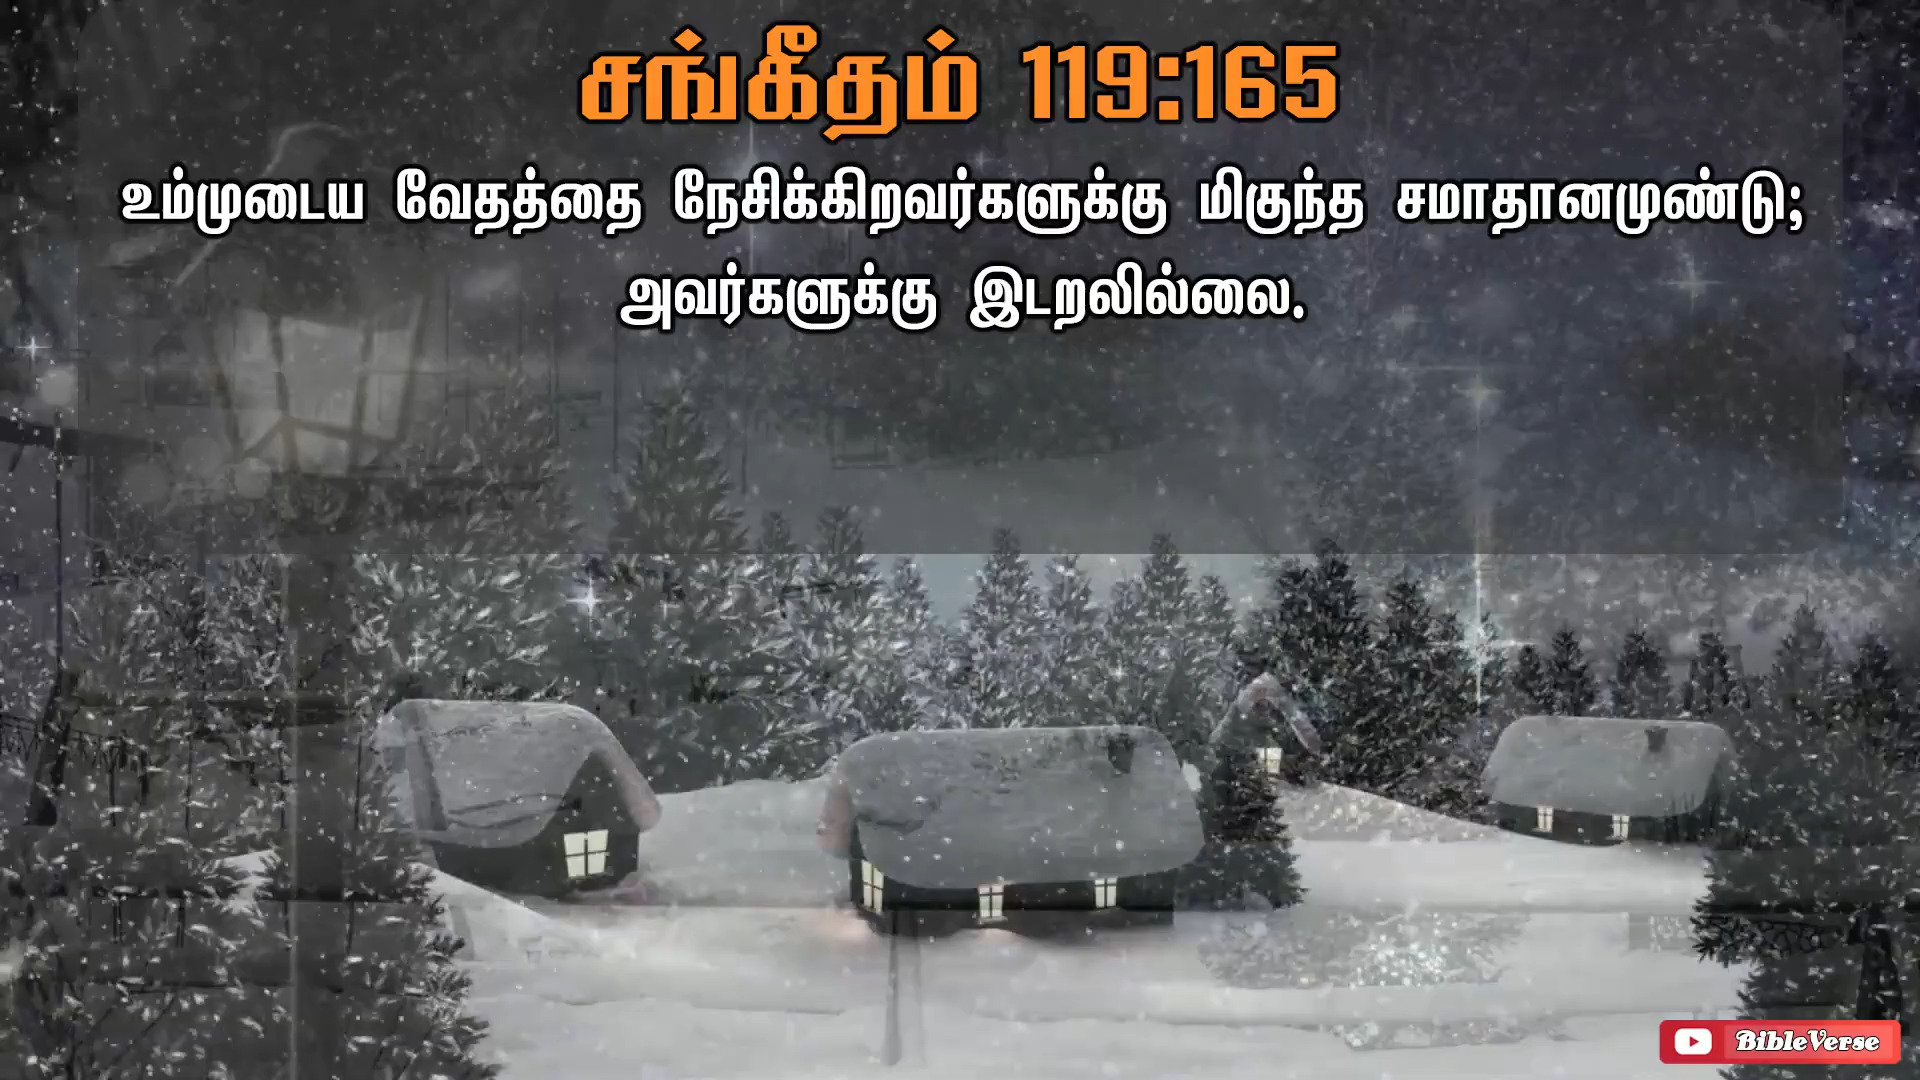 சங்கீதம் 119:165
உம்முடைய வேதத்தை நேசிக்கிறவர்களுக்கு மிகுந்த சமாதானமுண்டு;
அவர்களுக்கு இடறலில்லை.
BibleVerse